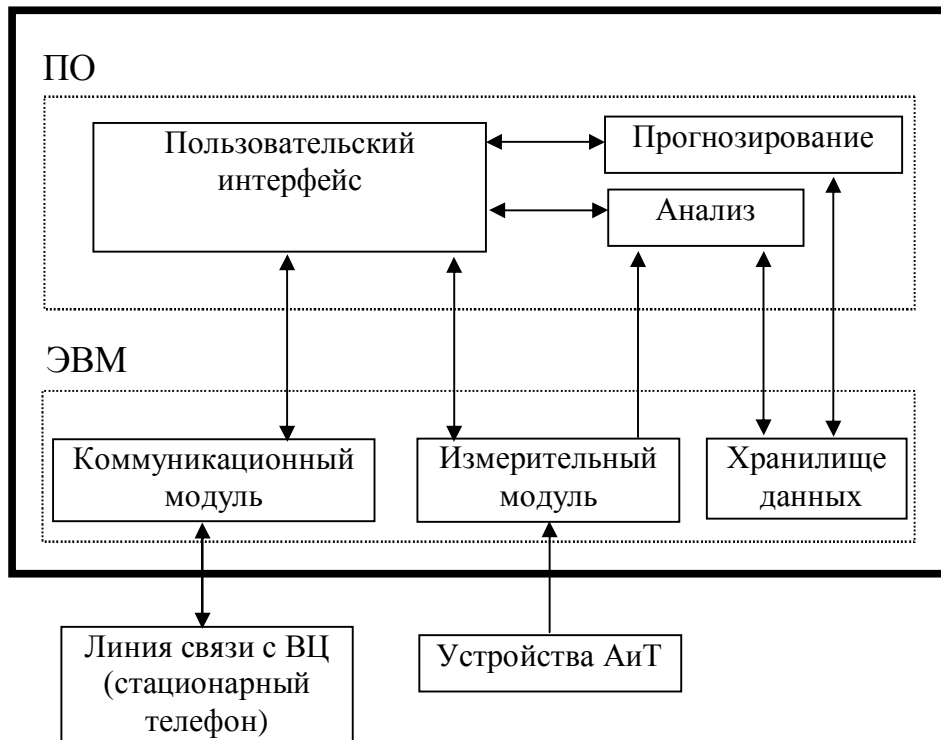 ПО
Пользовательский
интерфейс
Прогнозирование
Анализ
ЭВМ
Коммуникационный
модуль
Измерительный
модуль
Хранилище
данных
Линия связи с ВЦ
(стационарный
телефон)
Устройства АиТ